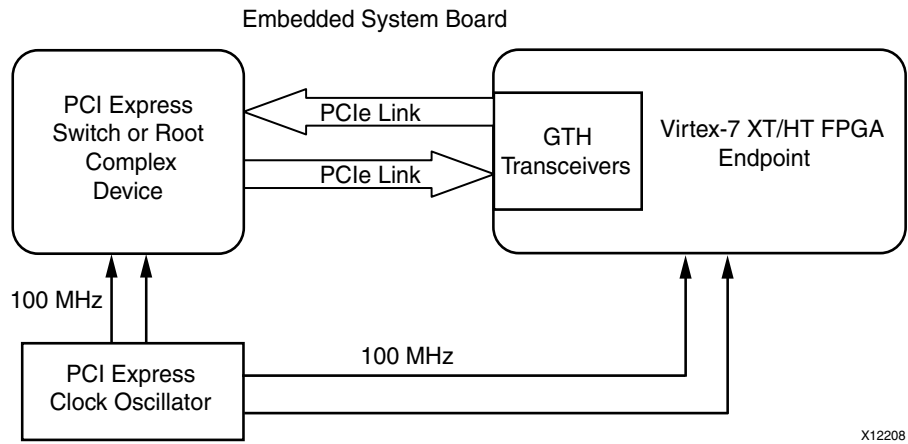 Embedded System Board
PCI Express
Switch or Root
Complex
Device
PCIe Link
PCIe Link
GTH
Transceivers
Virtex-7 XT/HT FPGA
Endpoint
100 MHz
100 MHz
PCI Express
Clock Oscillator
X12208